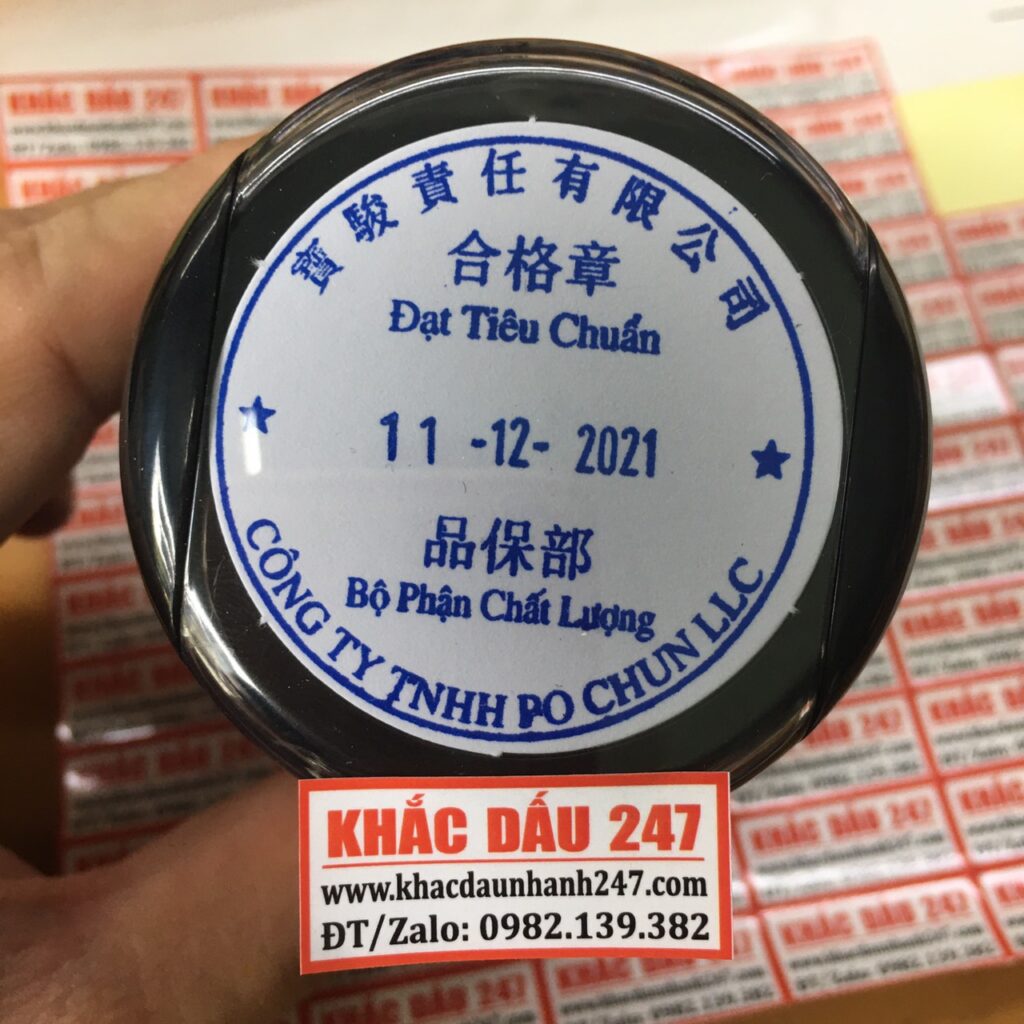 寶駿責任有限公司
合格章
Đạt Tiêu Chuẩn
11 -12- 2021
品保部
Bộ Phận Chất Lượng
CÔNG TY TNHH PO CHUN LLC
KHẮC DẤU 247
www.khacdaunhanh247.com
ĐT/Zalo: 0982.139.382